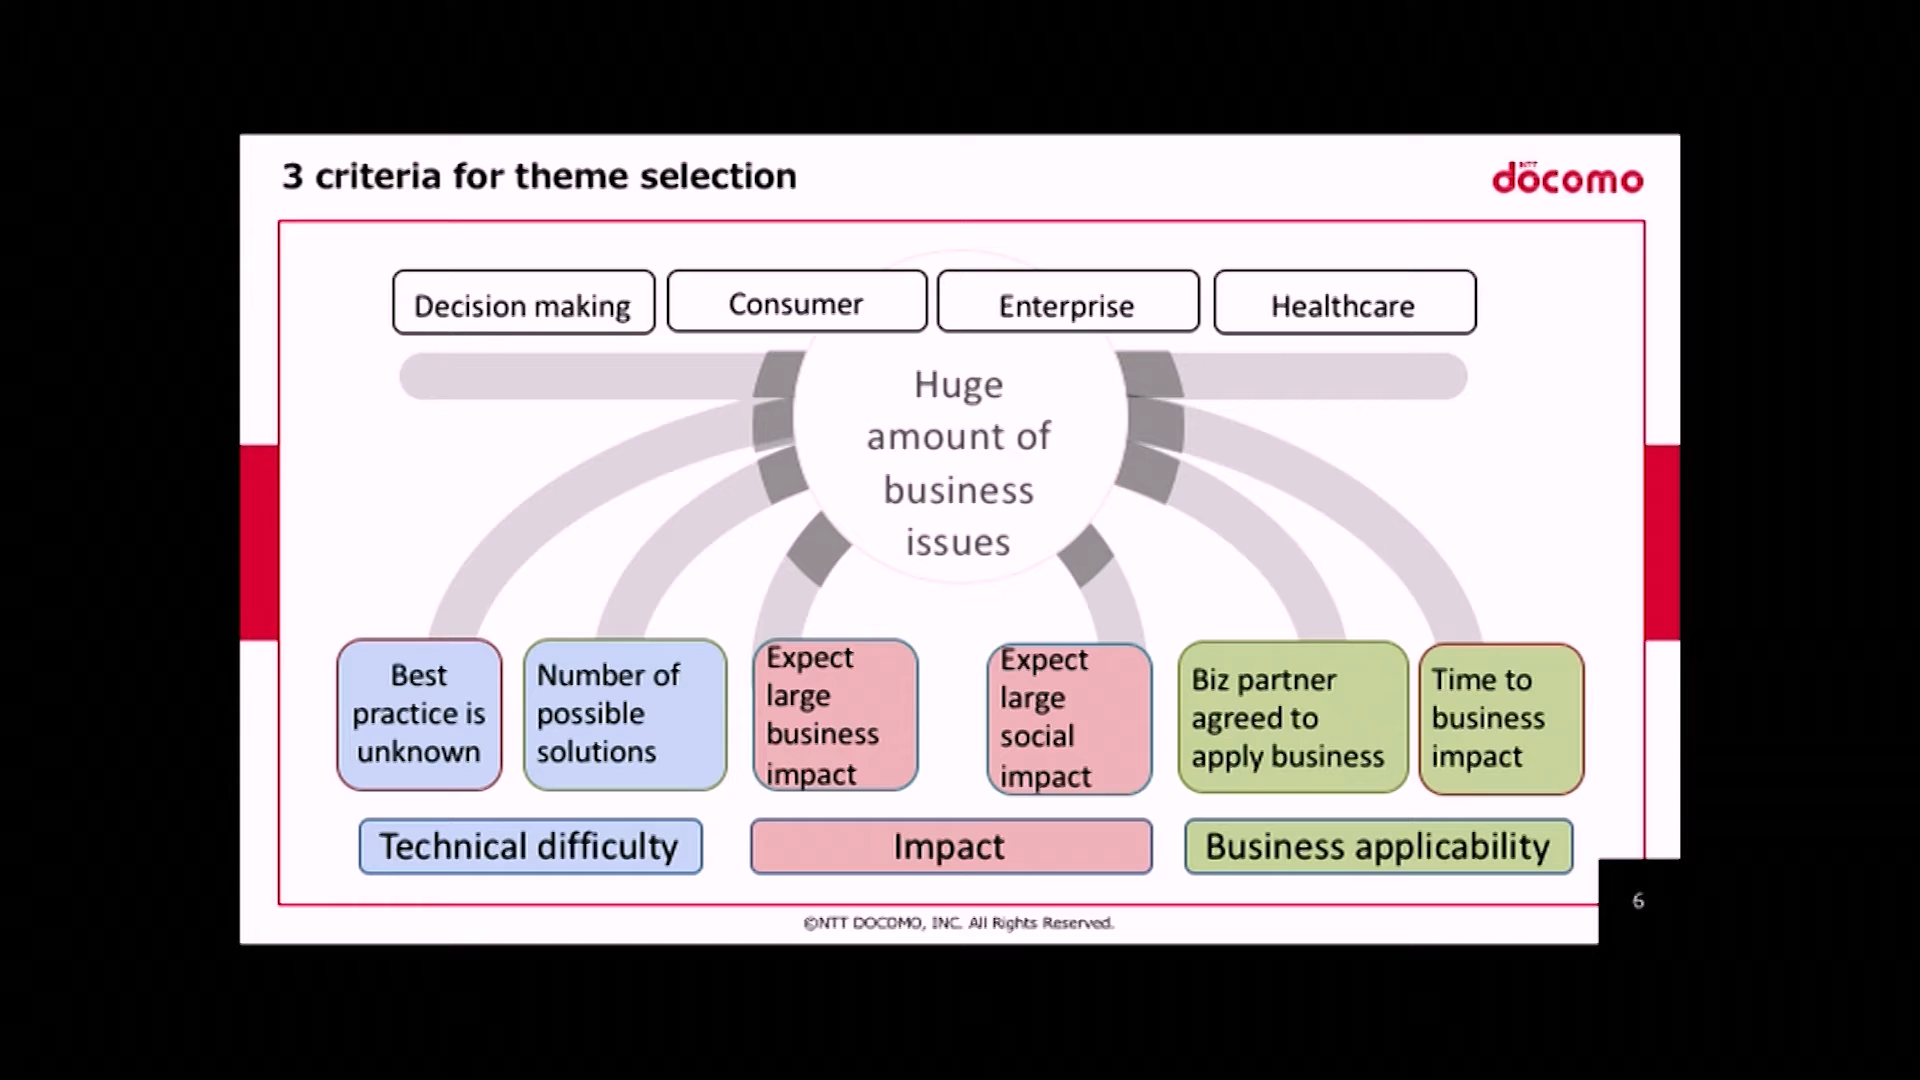 3 criteria for theme selection
NTT
döcomo
Decision making
Consumer
Enterprise
Healthcare
Huge
amount of
business
issues
Best
practice is
unknown
Number of
possible
solutions
Expect
large
business
impact
Expect
large
social
impact
Biz partner
agreed to
apply business
Time to
business
impact
Technical difficulty
Impact
Business applicability
6
©NTT DOCOMO, INC. All Rights Reserved.